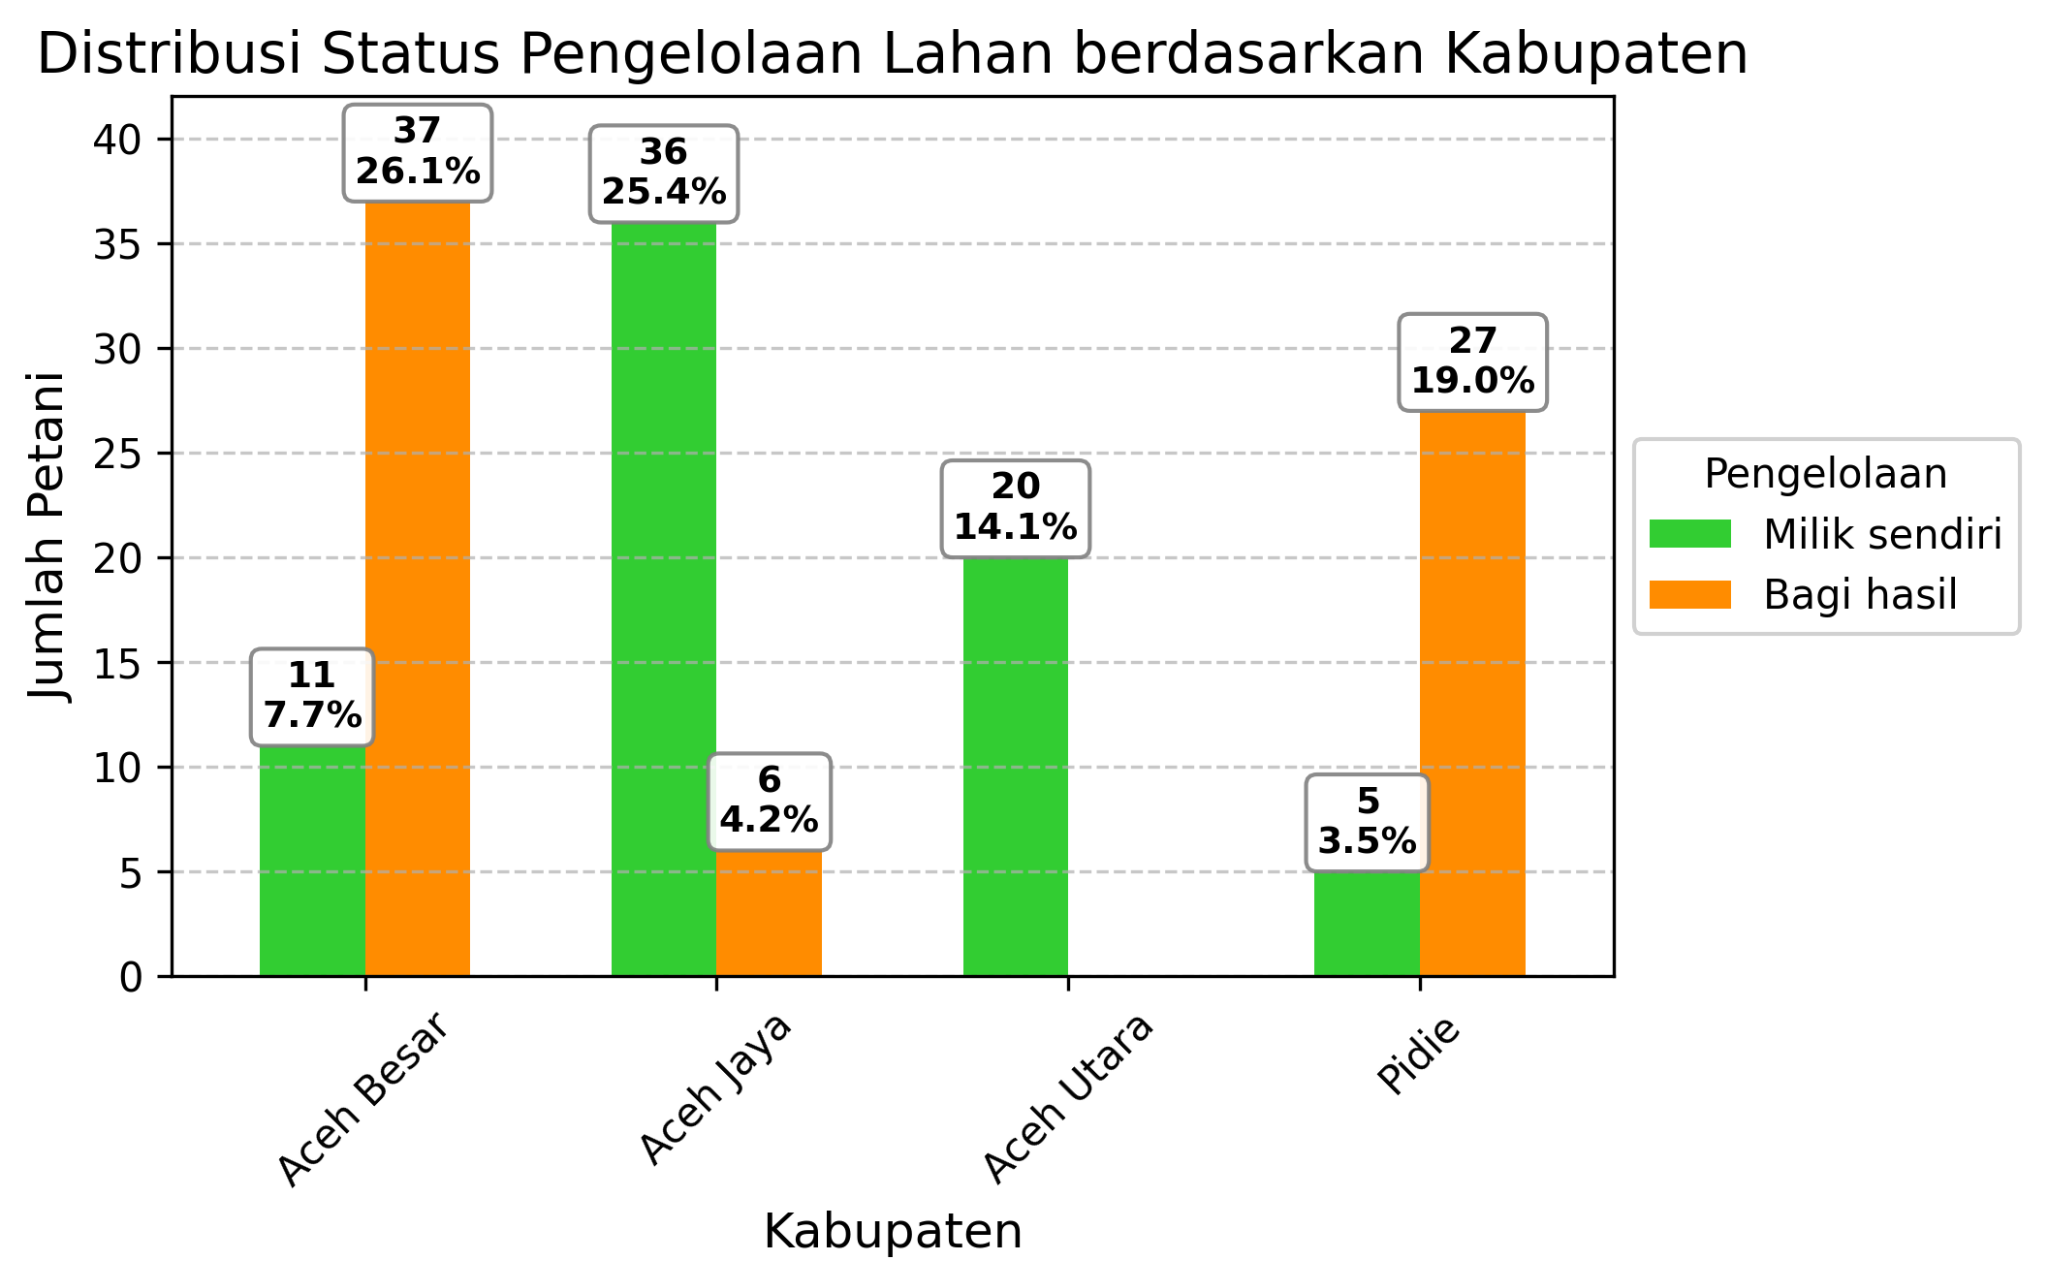 Distribusi Status Pengelolaan Lahan berdasarkan Kabupaten
Jumlah Petani
40
35
30
25
20
15
10
5
0
11
7.7%
37
26.1%
36
25.4%
6
4.2%
20
14.1%
5
3.5%
27
19.0%
Aceh Besar
Aceh Jaya
Aceh Utara
Pidie
Kabupaten
Pengelolaan
Milik sendiri
Bagi hasil